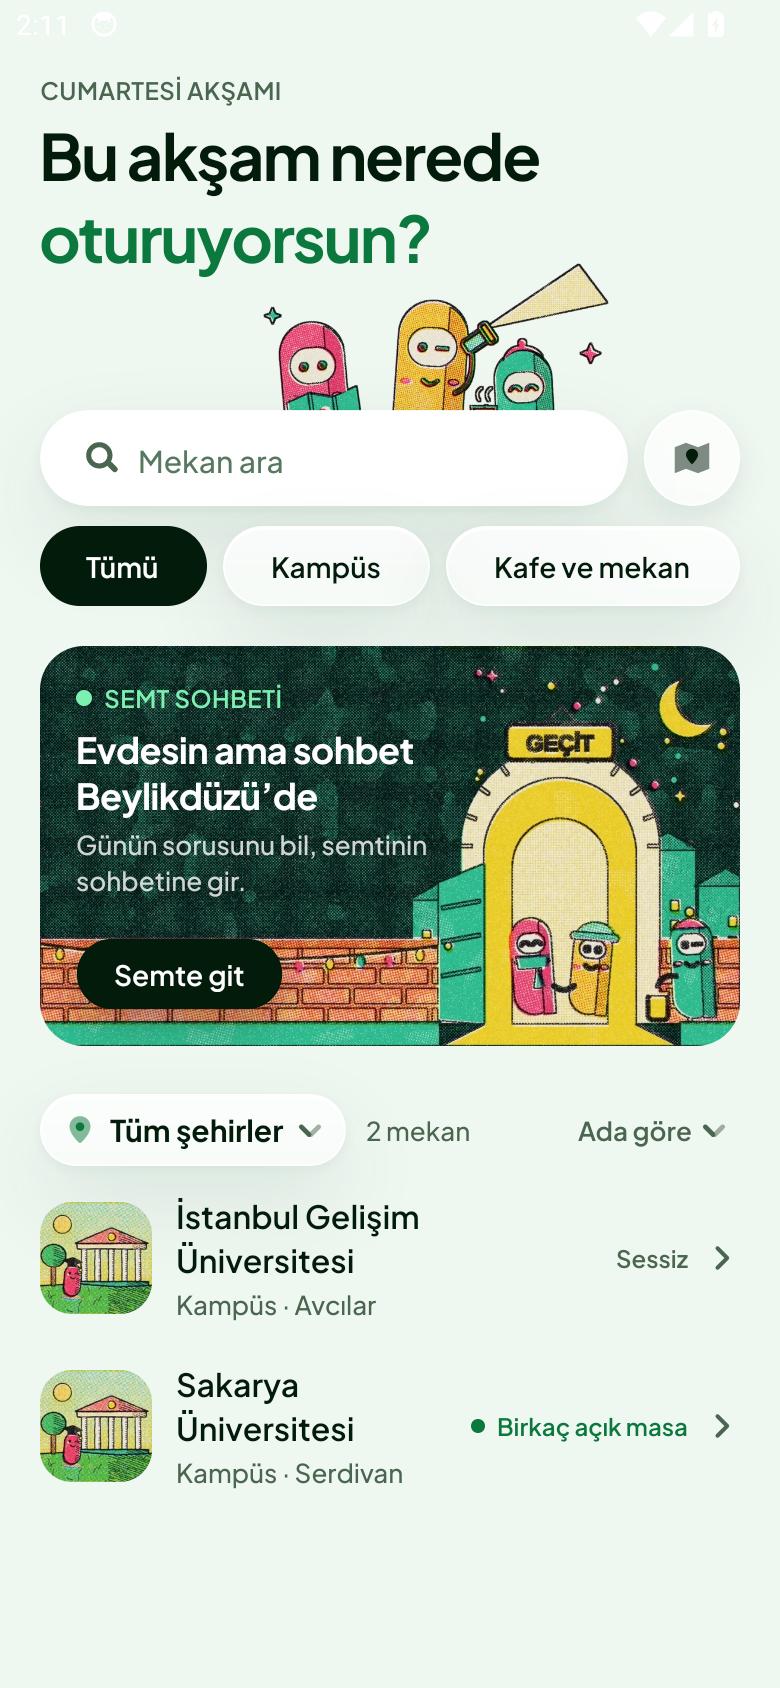 2:11
CUMARTESİ AKŞAMI
Bu akşam nerede
oturuyorsun?
Mekan ara
Tümü
Kampüs
Kafe ve mekan
SEMT SOHBETİ
Evdesin ama sohbet
Beylikdüzü’de
Günün sorusunu bil, semtinin
sohbetine gir.
GEÇİT
Semte git
Tüm şehirler
2 mekan
Ada göre
İstanbul Gelişim
Üniversitesi
Kampüs · Avcılar
Sessiz
Sakarya
Üniversitesi
Kampüs · Serdivan
Birkaç açık masa